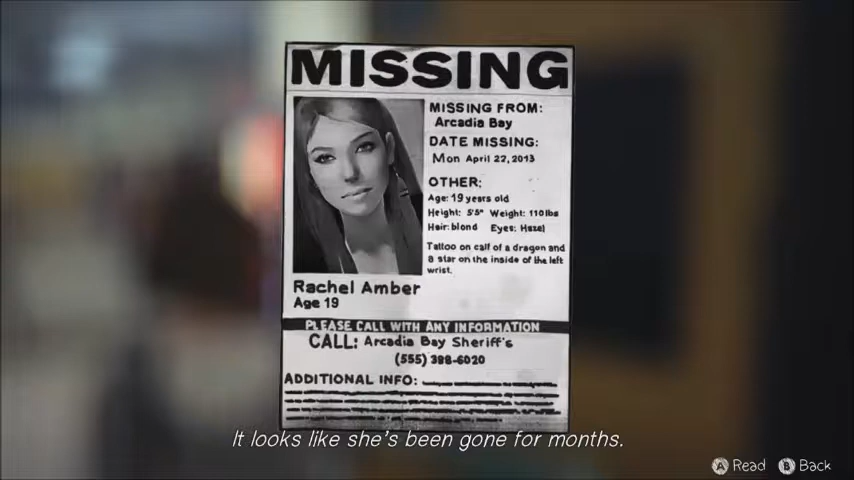 MISSING
MISSING FROM:
Arcadia Bay
DATE MISSING:
Mon April 22, 2013
OTHER:
Age: 19 years old
Height: 5'5" Weight: 110lbs
Hair: blond Eyes: Hazel
Tattoo on calf of a dragon and
a star on the inside of the left
wrist.
Rachel Amber
Age 19
PLEASE CALL WITH ANY INFORMATION
CALL: Arcadia Bay Sheriff's
(555) 398-6020
ADDITIONAL INFO:
It looks like she's been gone for months.
A Read B Back